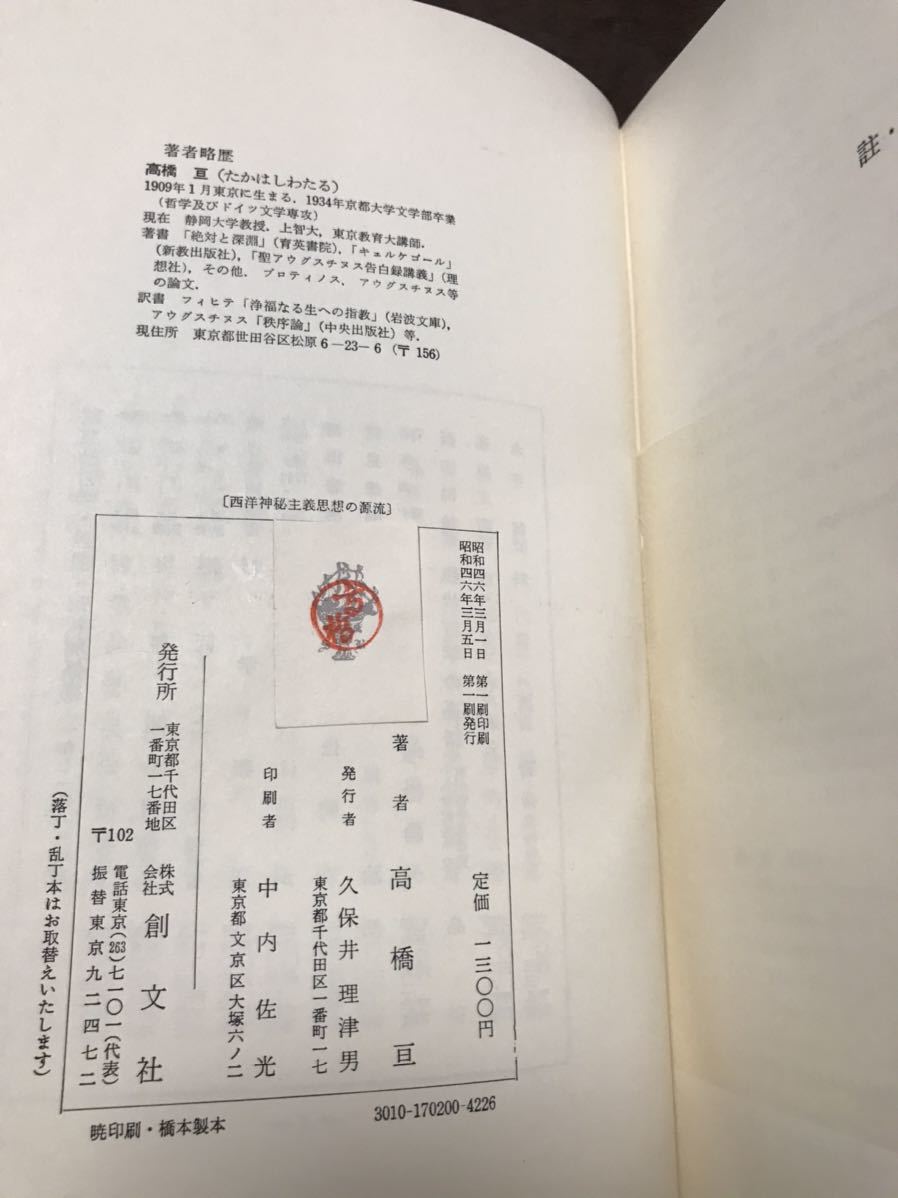 著者略歴
高橋 亘（たかはしわたる）
1909年1月東京に生まる．1934年京都大学文学部卒業
（哲学及びドイツ文学専攻）
現在 静岡大学教授．上智大，東京教育大講師．
著書 「絶対と深淵」（育英書院），「キェルケゴール」
（新教出版社），「聖アウグスチヌス告白録講義」（理
想社），その他．プロティノス，アウグスチヌス等
の論文．
訳書 フィヒテ「浄福なる生への指教」（岩波文庫），
アウグスチヌス『秩序論』（中央出版社）等．
現住所 東京都世田谷区松原6－23－6（〒156）
〔西洋神秘主義思想の源流〕
昭和四六年三月一日 第一刷印刷
昭和四六年三月五日 第一刷発行
定価 一三〇〇円
著者 高橋亘
発行者 久保井理津男
東京都千代田区一番町一七
印刷者 中内佐光
東京都文京区大塚六ノ二
発行所
東京都千代田区
一番町一七番地
株式
会社
創文社
〒102
電話東京(263)七一〇一(代表)
振替東京九二四七二
（落丁・乱丁本はお取替えいたします）
暁印刷・橋本製本
3010-170200-4226
註・